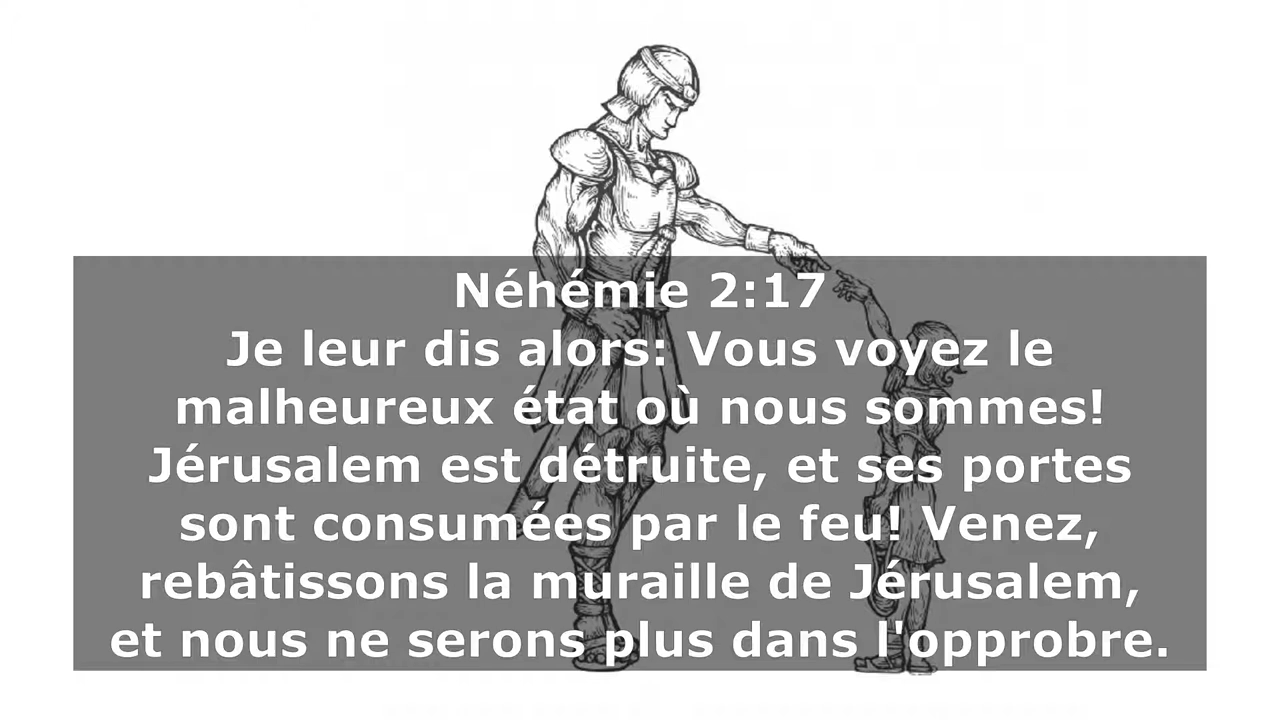 Néhémie 2:17
Je leur dis alors: Vous voyez le
malheureux état où nous sommes!
Jérusalem est détruite, et ses portes
sont consumées par le feu! Venez,
rebâtissons la muraille de Jérusalem,
et nous ne serons plus dans l'opprobre.